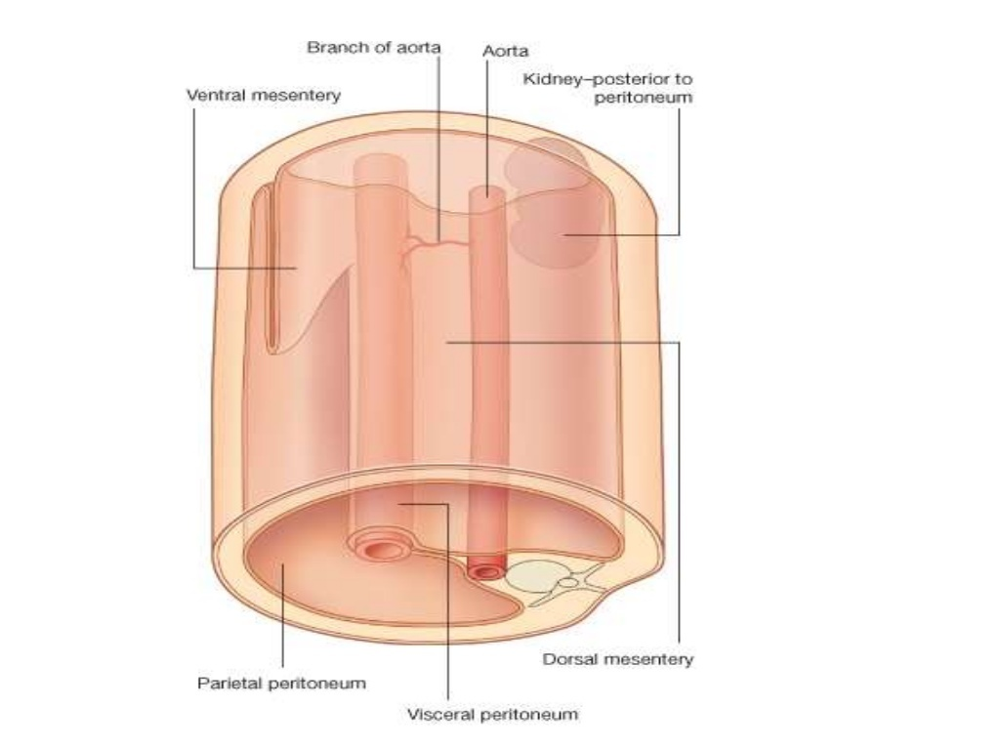 Branch of aorta
Aorta
Kidney–posterior to
peritoneum
Ventral mesentery
Dorsal mesentery
Parietal peritoneum
Visceral peritoneum